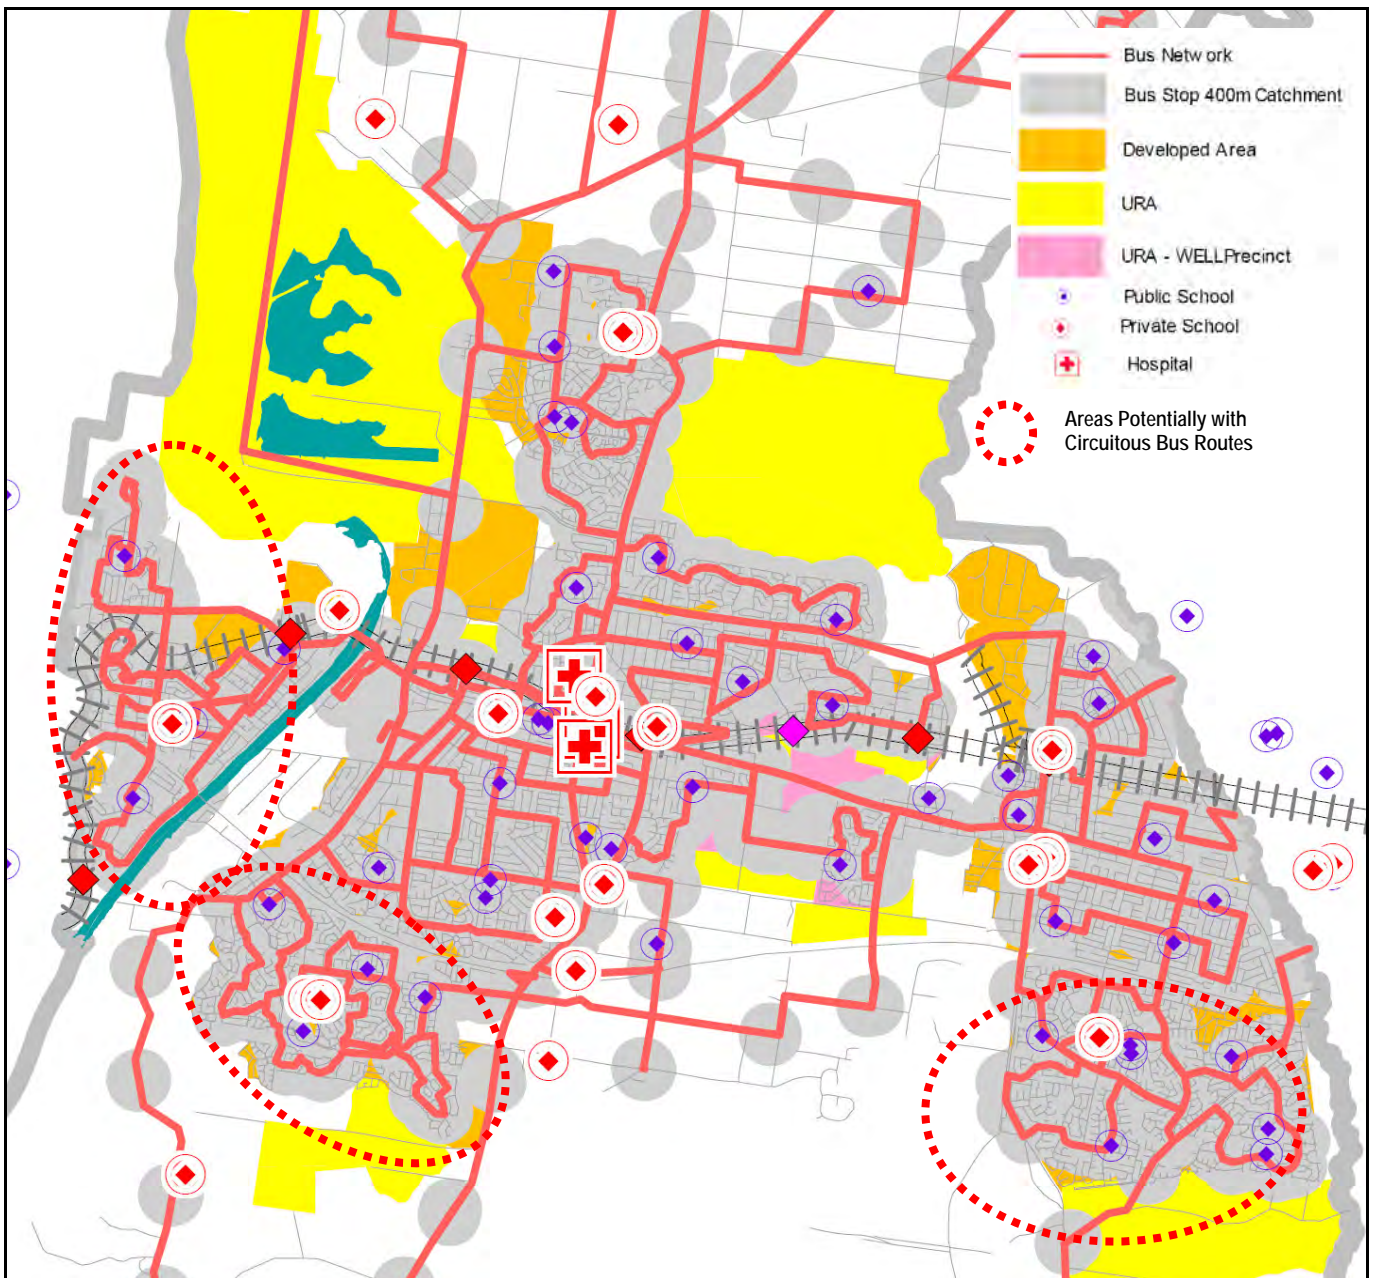 Bus Network
Bus Stop 400m Catchment
Developed Area
URA
URA - WELLPrecinct
Public School
Private School
Hospital
Areas Potentially with
Circuitous Bus Routes